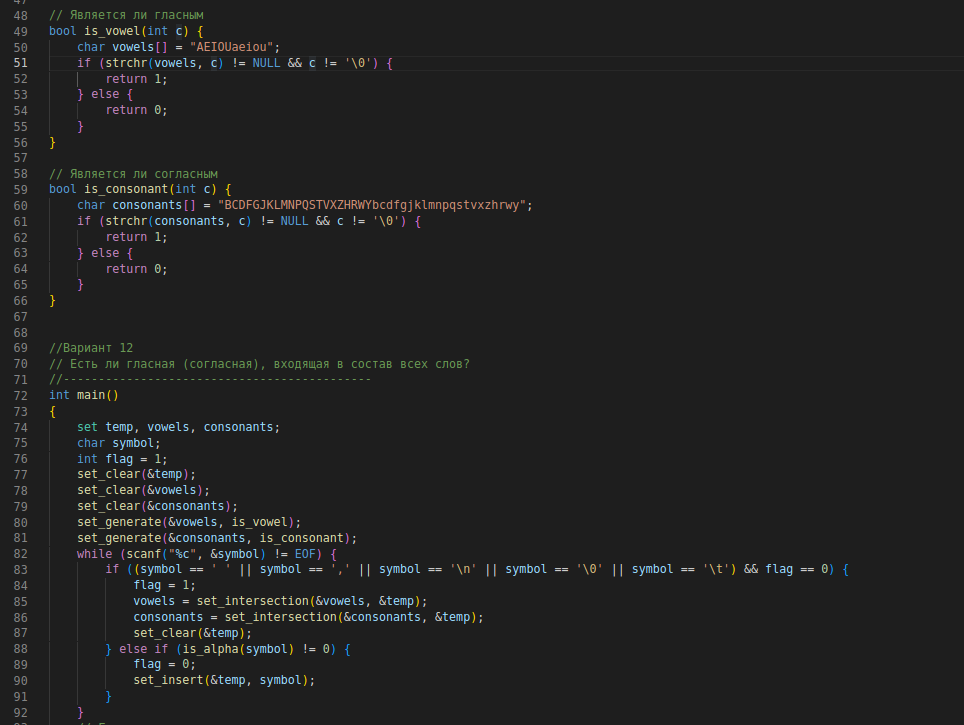 48 // Является ли гласным
49 bool is_vowel(int c) {
50     char vowels[] = "AEIOUaeiou";
51     if (strchr(vowels, c) != NULL && c != '\0') {
52         return 1;
53     } else {
54         return 0;
55     }
56 }
57
58 // Является ли согласным
59 bool is_consonant(int c) {
60     char consonants[] = "BCDFGJKLMNPQSTVXZHRWYbcdfgjklmnpqstvxzhrwy";
61     if (strchr(consonants, c) != NULL && c != '\0') {
62         return 1;
63     } else {
64         return 0;
65     }
66 }
67
68
69 //Вариант 12
70 // Есть ли гласная (согласная), входящая в состав всех слов?
71 //--------------------------------------------
72 int main()
73 {
74     set temp, vowels, consonants;
75     char symbol;
76     int flag = 1;
77     set_clear(&temp);
78     set_clear(&vowels);
79     set_clear(&consonants);
80     set_generate(&vowels, is_vowel);
81     set_generate(&consonants, is_consonant);
82     while (scanf("%c", &symbol) != EOF) {
83         if ((symbol == ' ' || symbol == ',' || symbol == '\n' || symbol == '\0' || symbol == '\t') && flag == 0) {
84             flag = 1;
85             vowels = set_intersection(&vowels, &temp);
86             consonants = set_intersection(&consonants, &temp);
87             set_clear(&temp);
88         } else if (is_alpha(symbol) != 0) {
89             flag = 0;
90             set_insert(&temp, symbol);
91         }
92     }